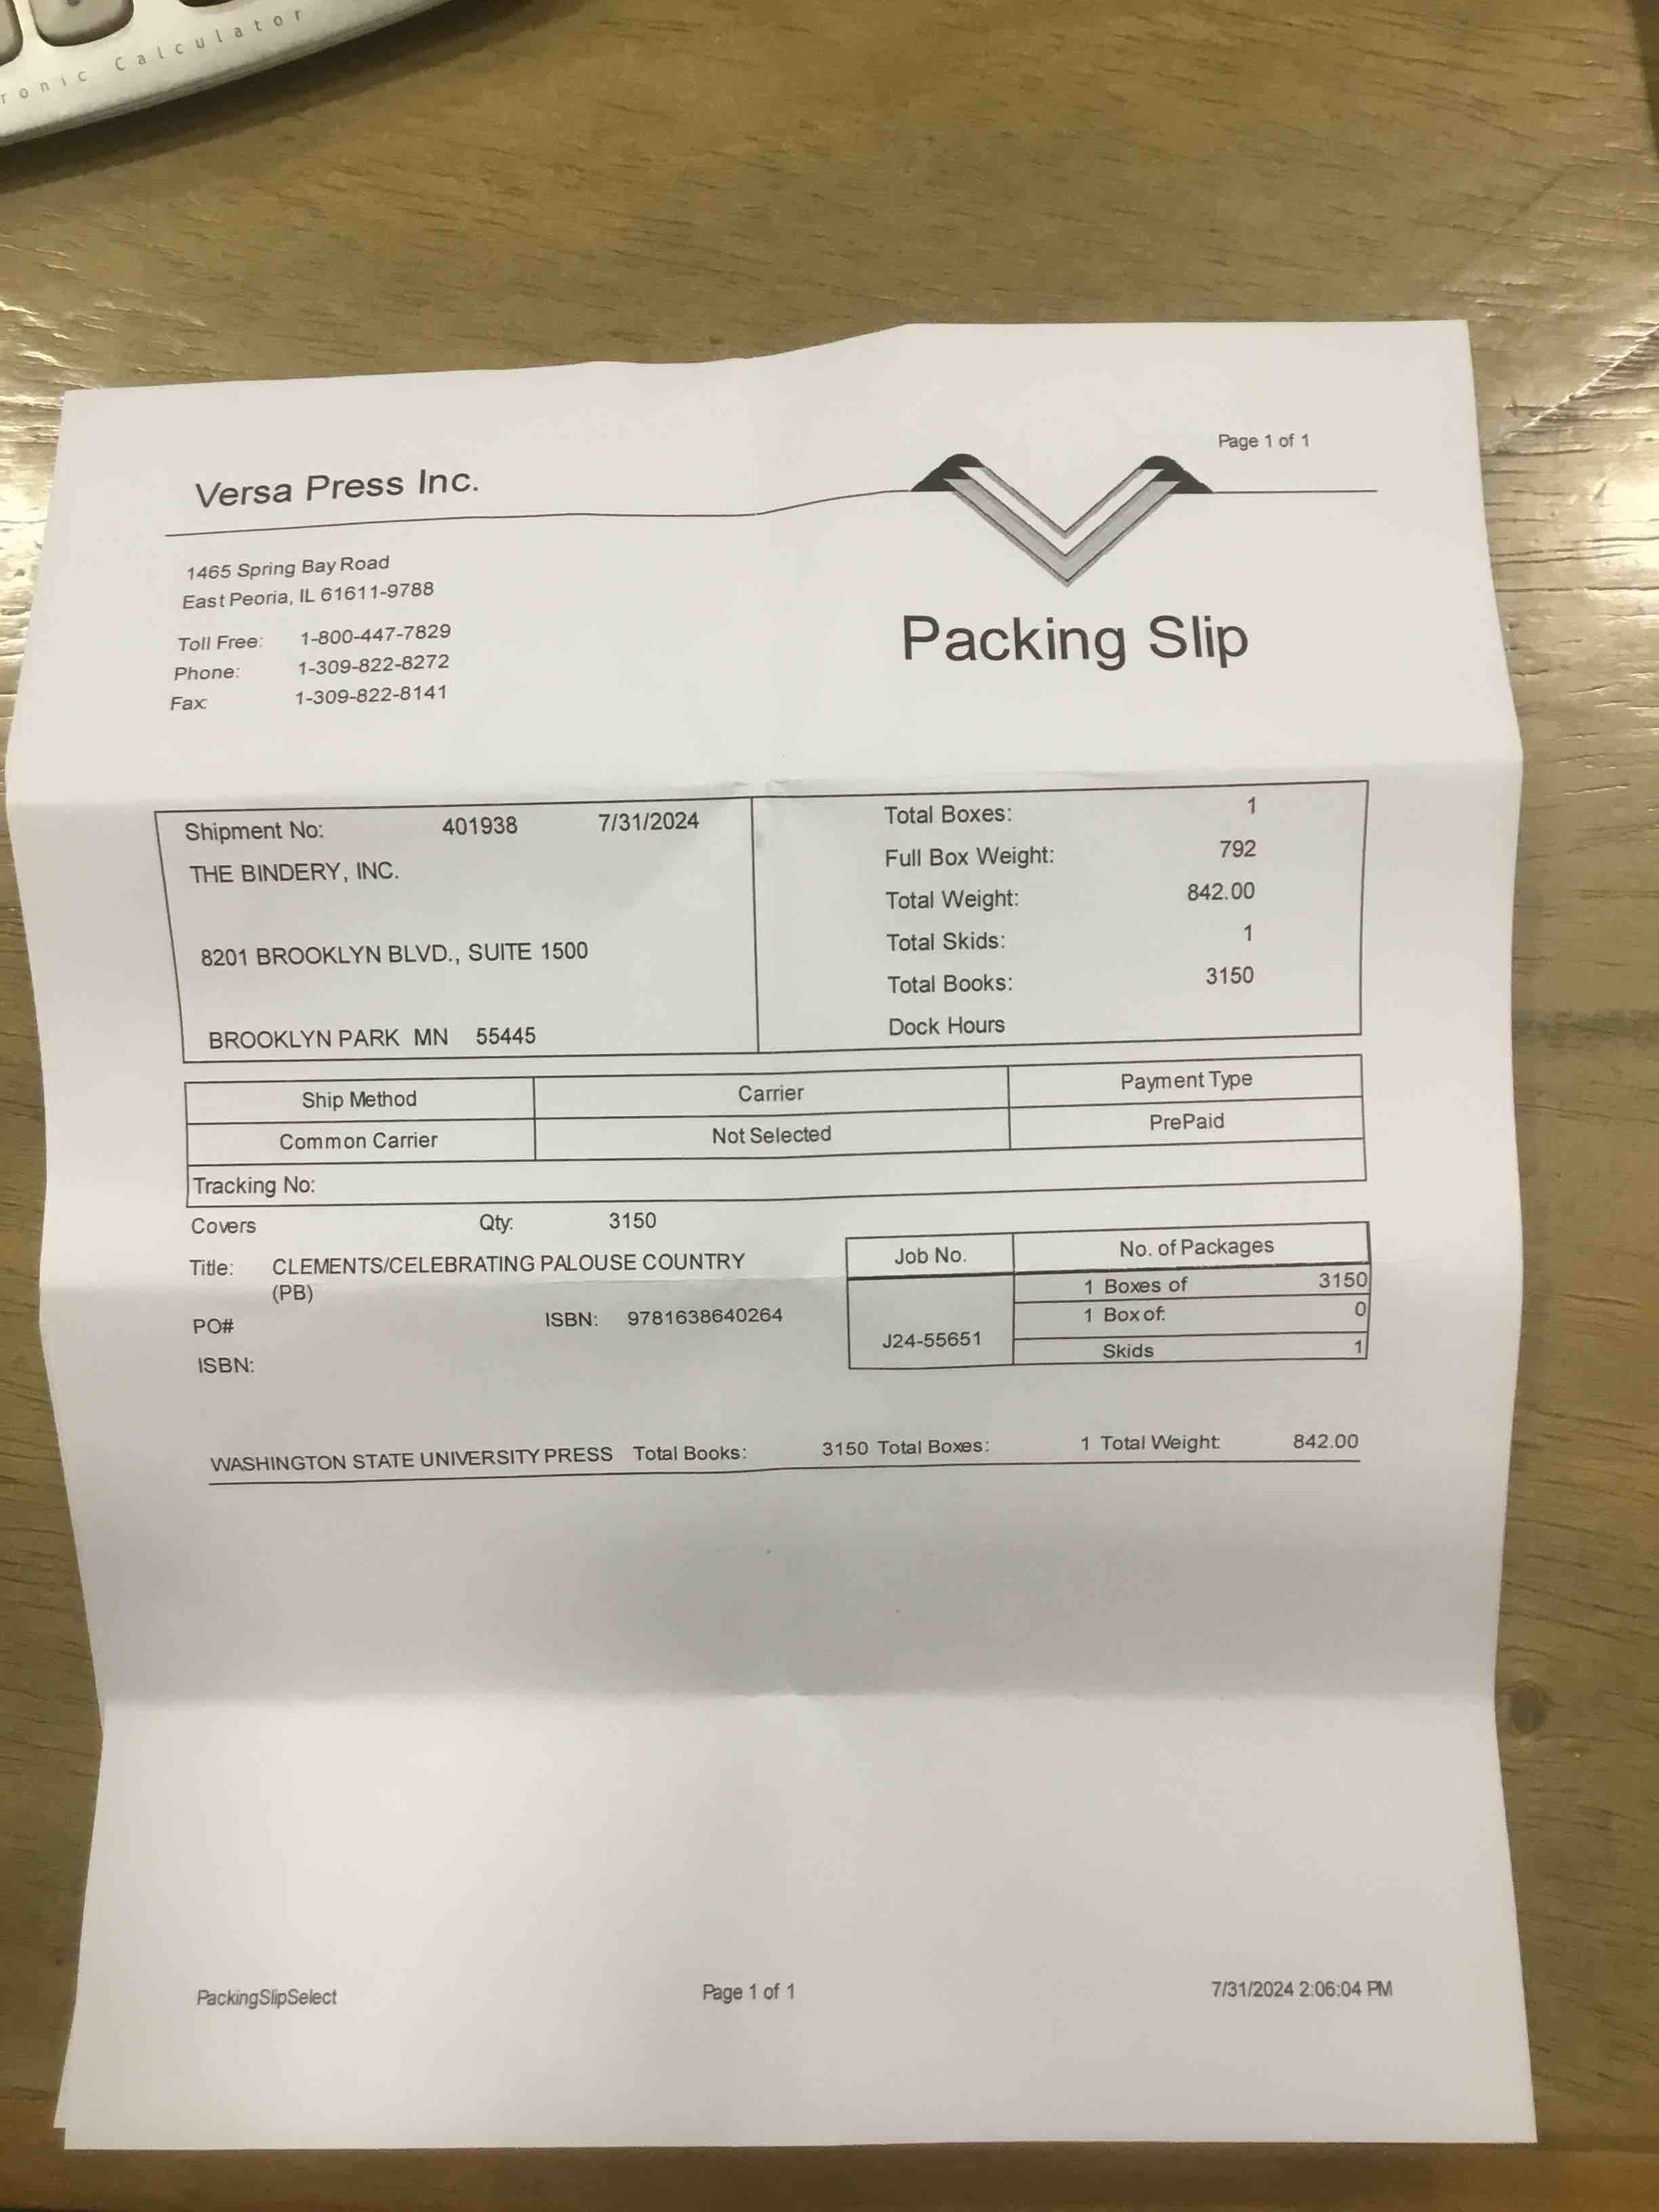 ronic Calculator
Page 1 of 1
Versa Press Inc.
1465 Spring Bay Road
East Peoria, IL 61611-9788
Toll Free: 1-800-447-7829
Phone: 1-309-822-8272
Fax: 1-309-822-8141
Packing Slip
Shipment No: 401938 7/31/2024
THE BINDERY, INC.
8201 BROOKLYN BLVD., SUITE 1500
BROOKLYN PARK MN 55445
Total Boxes: 1
Full Box Weight: 792
Total Weight: 842.00
Total Skids: 1
Total Books: 3150
Dock Hours
Ship Method Carrier Payment Type
Common Carrier Not Selected PrePaid
Tracking No:
Covers Qty: 3150
Title: CLEMENTS/CELEBRATING PALOUSE COUNTRY
(PB)
PO# ISBN: 9781638640264
ISBN:
Job No. No. of Packages
1 Boxes of 3150
1 Box of: 0
J24-55651
Skids 1
WASHINGTON STATE UNIVERSITY PRESS Total Books: 3150 Total Boxes: 1 Total Weight: 842.00
PackingSlipSelect Page 1 of 1 7/31/2024 2:06:04 PM